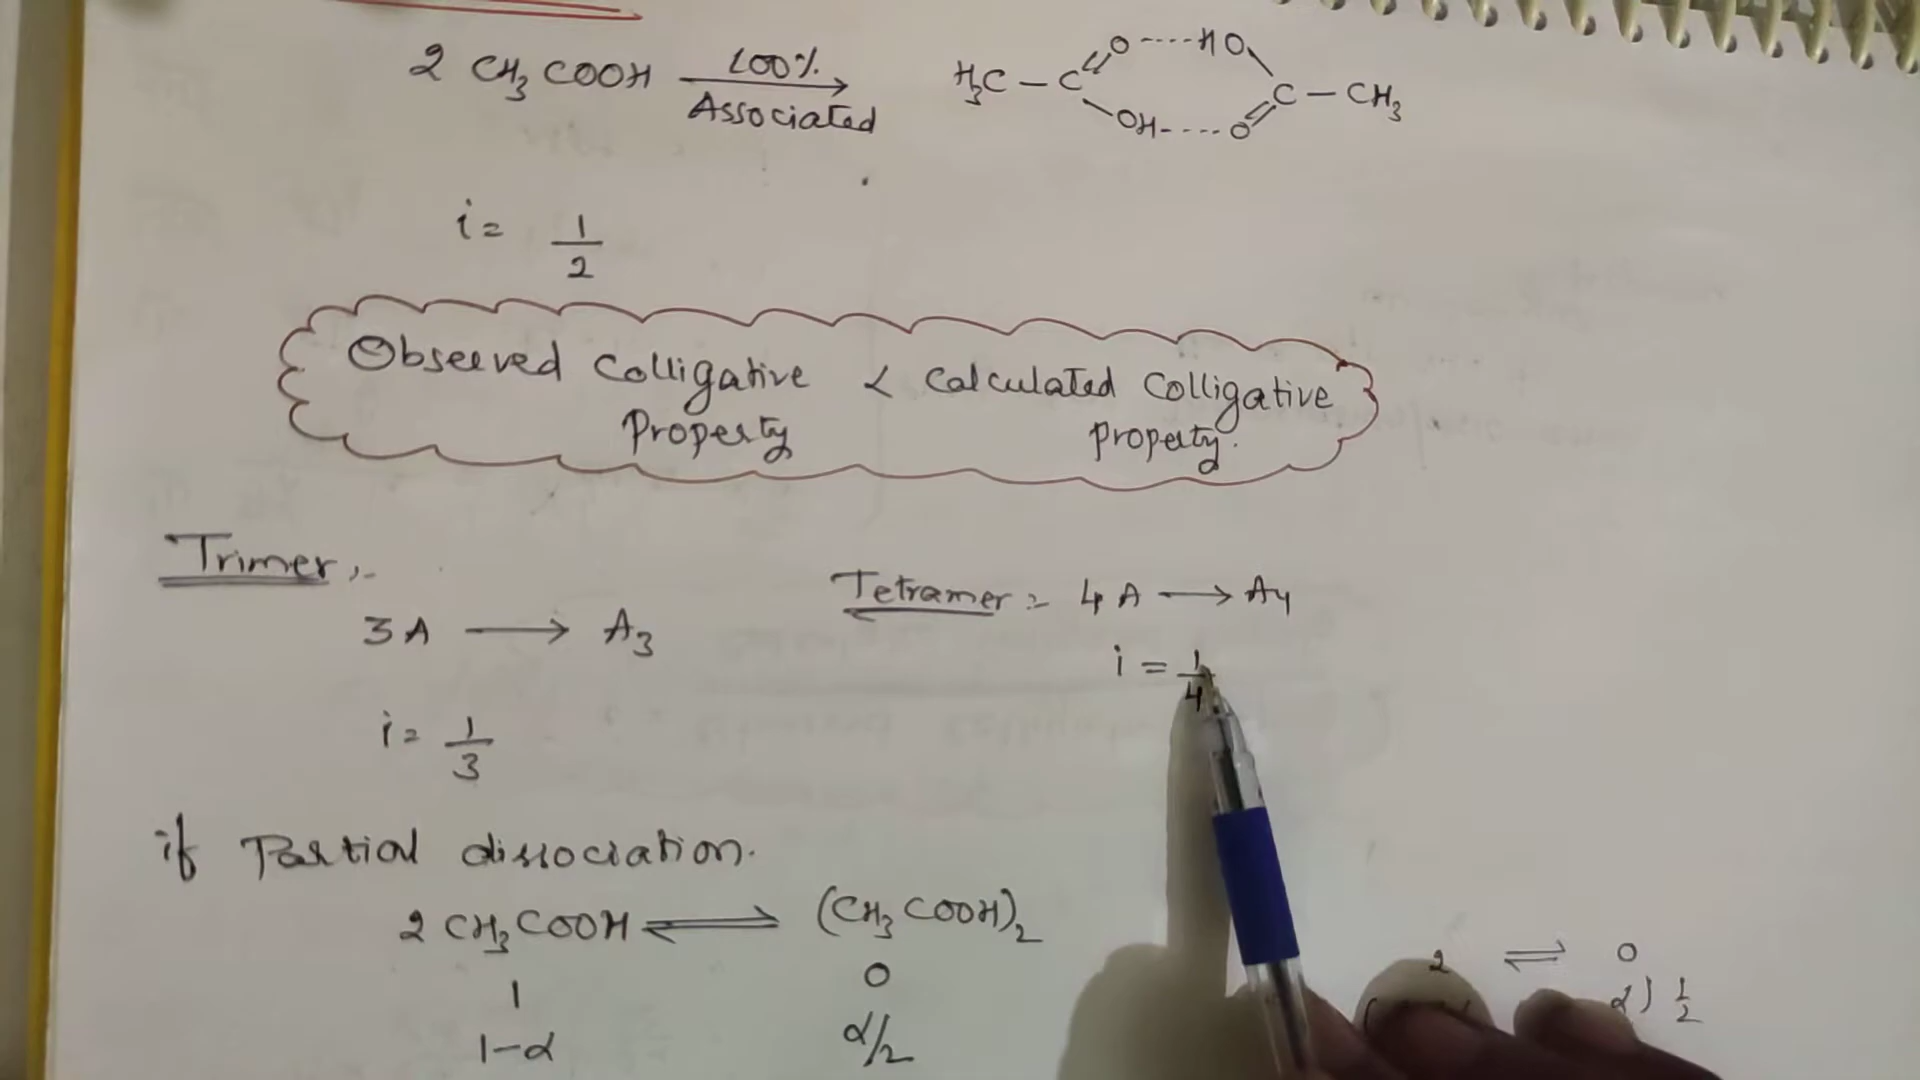 2 CH₃COOH 100% Associated → H₃C–C O----HO C–CH₃
OH----O
i = 1/2
Observed Colligative Property < Calculated Colligative Property.
Trimer :-
3A → A₃
i = 1/3
Tetramer :- 4A → A₄
i = 1/4
if Partial dissociation.
2 CH₃COOH ⇌ (CH₃COOH)₂
1 0
1-α α/2
2 ⇌ 0
α) 1/2